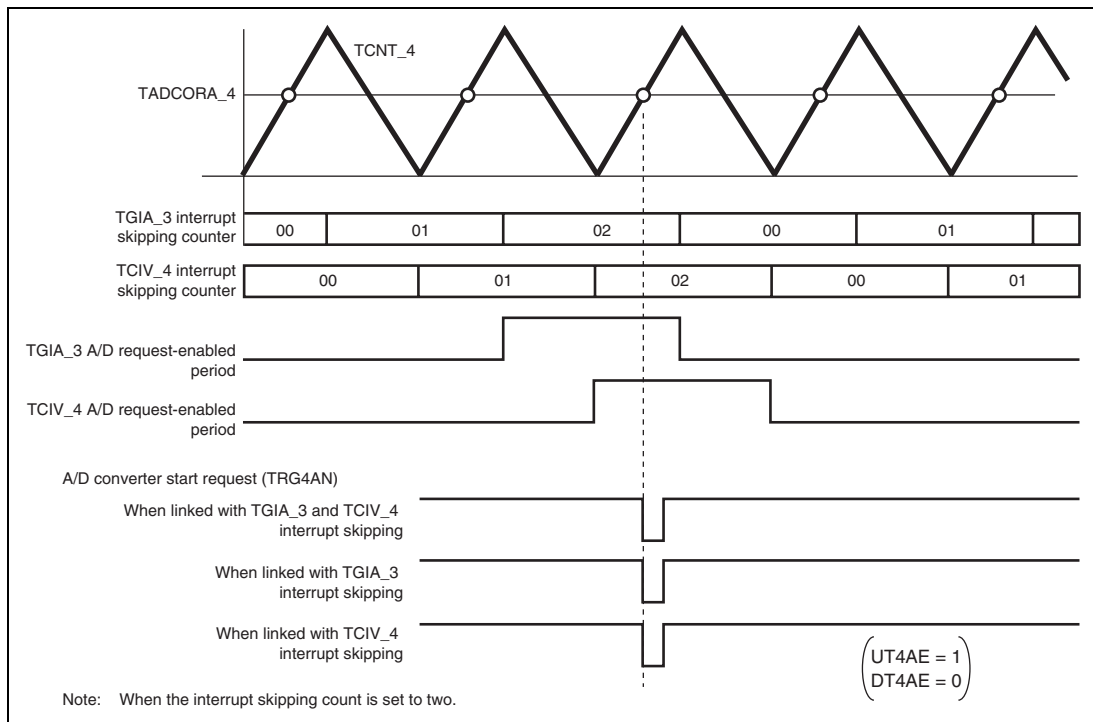 TCNT_4
TADCORA_4
TGIA_3 interrupt
skipping counter
00 01 02 00 01
TCIV_4 interrupt
skipping counter
00 01 02 00 01
TGIA_3 A/D request-enabled
period
TCIV_4 A/D request-enabled
period
A/D converter start request (TRG4AN)
When linked with TGIA_3 and TCIV_4
interrupt skipping
When linked with TGIA_3
interrupt skipping
When linked with TCIV_4
interrupt skipping
UT4AE = 1
DT4AE = 0
Note: When the interrupt skipping count is set to two.